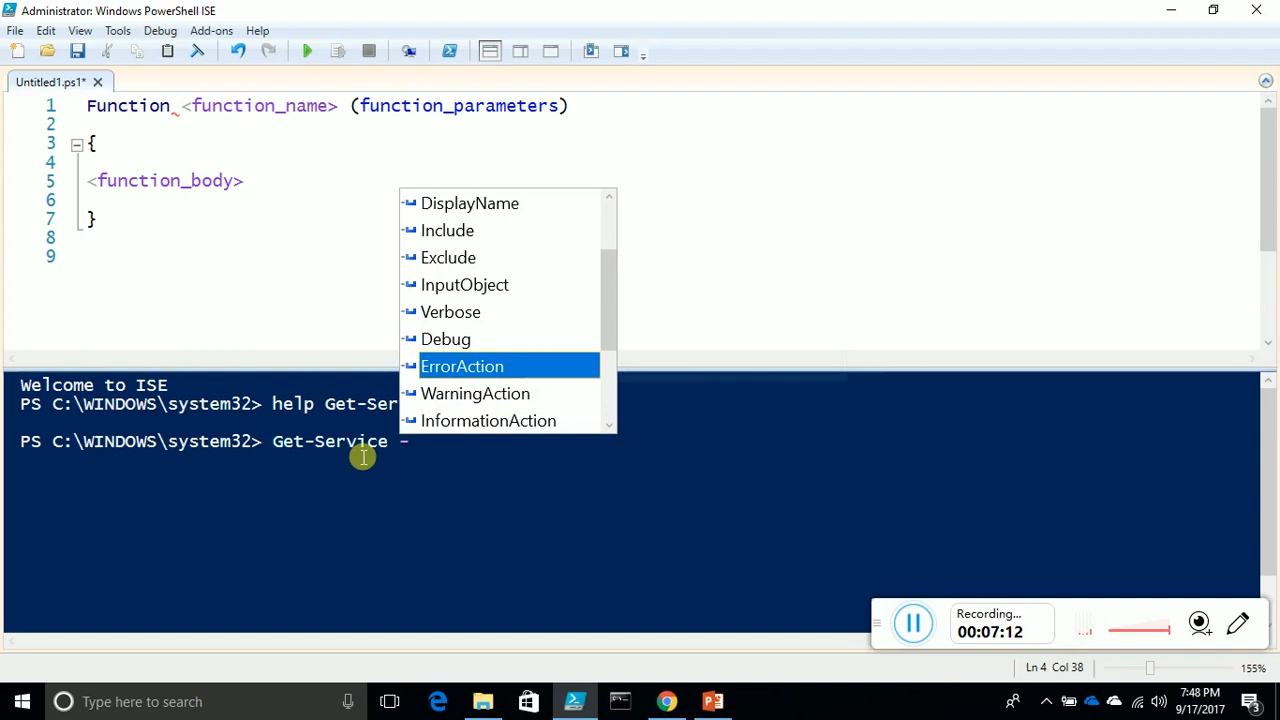 Administrator: Windows PowerShell ISE
File Edit View Tools Debug Add-ons Help
Untitled1.ps1* X
1 Function <function_name> (function_parameters)
2
3 {
4
5 <function_body>
6
7 }
8
9
DisplayName
Include
Exclude
InputObject
Verbose
Debug
ErrorAction
WarningAction
InformationAction
Welcome to ISE
PS C:\WINDOWS\system32> help Get-Ser
PS C:\WINDOWS\system32> Get-Service -
Recording...
00:07:12
Ln 4 Col 38 155%
Type here to search
7:48 PM
9/17/2017
3